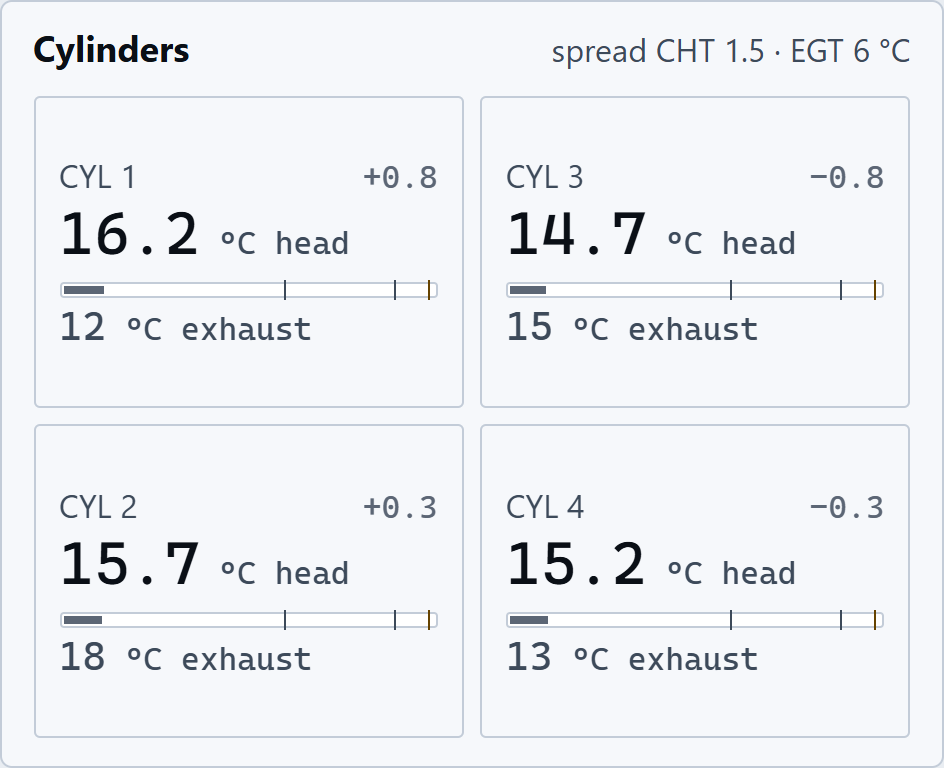 Cylinders
spread CHT 1.5 · EGT 6 °C
CYL 1 +0.8
16.2 °C head
12 °C exhaust
CYL 3 −0.8
14.7 °C head
15 °C exhaust
CYL 2 +0.3
15.7 °C head
18 °C exhaust
CYL 4 −0.3
15.2 °C head
13 °C exhaust